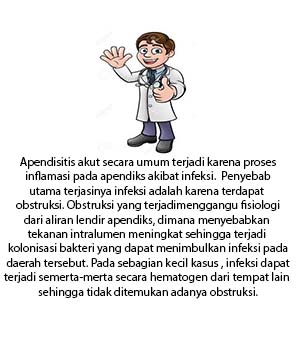 Apendisitis akut secara umum terjadi karena proses
inflamasi pada apendiks akibat infeksi.  Penyebab
utama terjasinya infeksi adalah karena terdapat
obstruksi. Obstruksi yang terjadimenggangu fisiologi
dari aliran lendir apendiks, dimana menyebabkan
tekanan intralumen meningkat sehingga terjadi
kolonisasi bakteri yang dapat menimbulkan infeksi pada
daerah tersebut. Pada sebagian kecil kasus , infeksi dapat
terjadi semerta-merta secara hematogen dari tempat lain
sehingga tidak ditemukan adanya obstruksi.